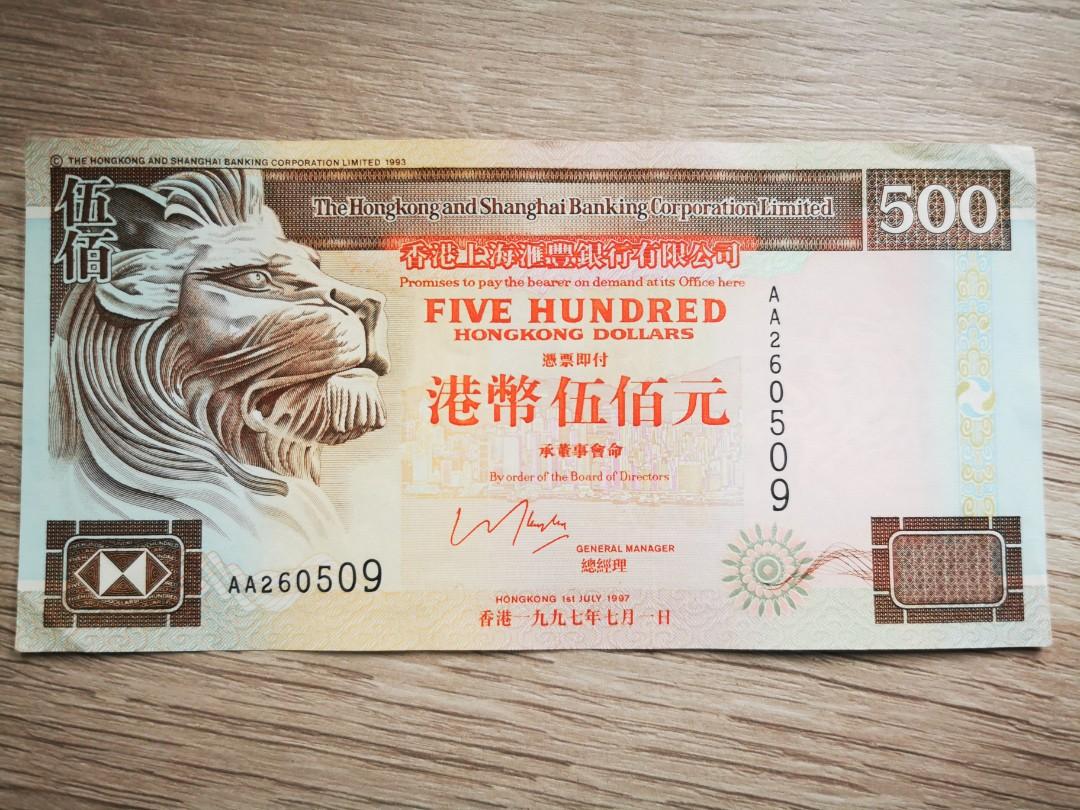 © THE HONGKONG AND SHANGHAI BANKING CORPORATION LIMITED 1993
伍佰
The Hongkong and Shanghai Banking Corporation Limited
500
香港上海滙豐銀行有限公司
Promises to pay the bearer on demand at its Office here
FIVE HUNDRED
HONGKONG DOLLARS
憑票即付
港幣伍佰元
承董事會命
By order of the Board of Directors
GENERAL MANAGER
總經理
HONGKONG 1st JULY 1997
香港一九九七年七月一日
AA260509
AA260509